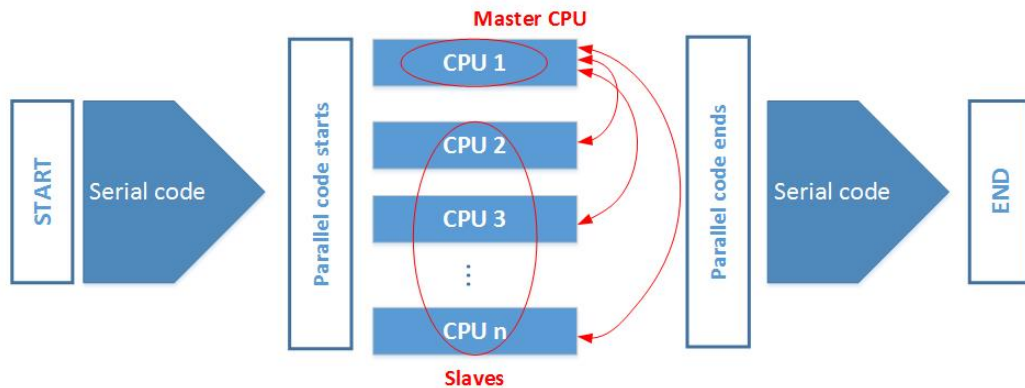 START
Serial code
Parallel code starts
Master CPU
CPU 1
CPU 2
CPU 3
...
CPU n
Slaves
Parallel code ends
Serial code
END